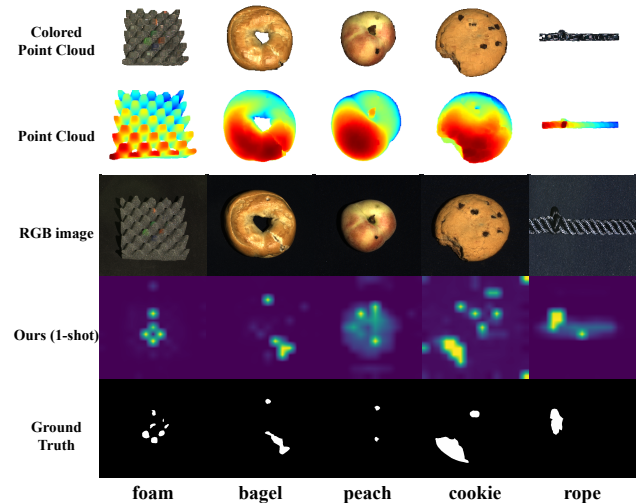 Colored
Point Cloud
Point Cloud
RGB image
Ours (1-shot)
Ground
Truth
foam
bagel
peach
cookie
rope